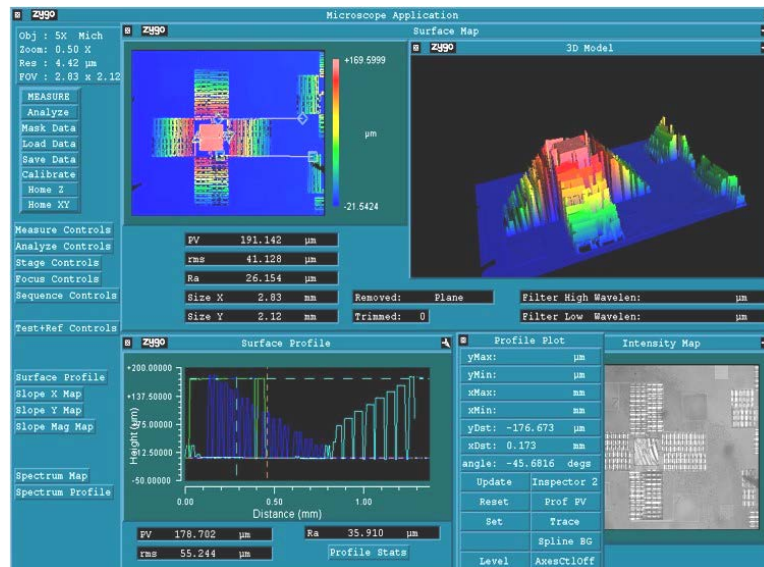 zygo Microscope Application
Obj : 5X Mich
Zoom: 0.50 X
Res : 4.42 µm
FOV : 2.83 x 2.12
MEASURE
Analyze
Mask Data
Load Data
Save Data
Calibrate
Home Z
Home XY
Measure Controls
Analyze Controls
Stage Controls
Focus Controls
Sequence Controls
Test+Ref Controls
Surface Profile
Slope X Map
Slope Y Map
Slope Mag Map
Spectrum Map
Spectrum Profile
zygo Surface Map
+169.5999
µm
-21.5424
zygo 3D Model
PV 191.142 µm
rms 41.128 µm
Ra 26.154 µm
Size X 2.83 mm
Size Y 2.12 mm
Removed: Plane
Trimmed: 0
Filter High Wavelen: µm
Filter Low Wavelen: µm
zygo Surface Profile
+200.00000
+137.50000
-50.00000
Height (µm)
0.00 0.50 1.00
Distance (mm)
PV 178.702 µm
rms 55.244 µm
Ra 35.910 µm
Profile Stats
Profile Plot
yMax: µm
yMin: µm
xMax: mm
xMin: mm
yDst: -176.673 µm
xDst: 0.173 mm
angle: -45.6816 degs
Update Inspector 2
Reset Prof PV
Set Trace
Spline BG
Level AxesCtlOff
Intensity Map